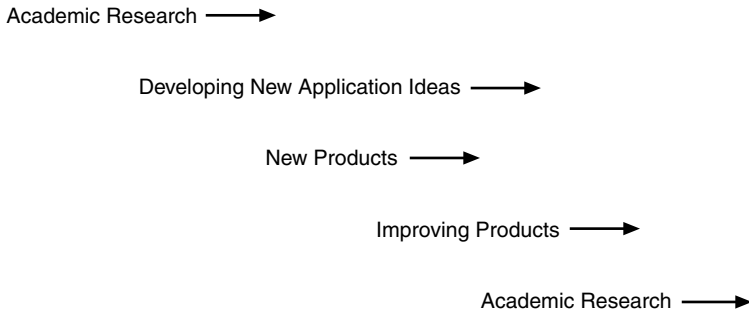 Academic Research
Developing New Application Ideas
New Products
Improving Products
Academic Research